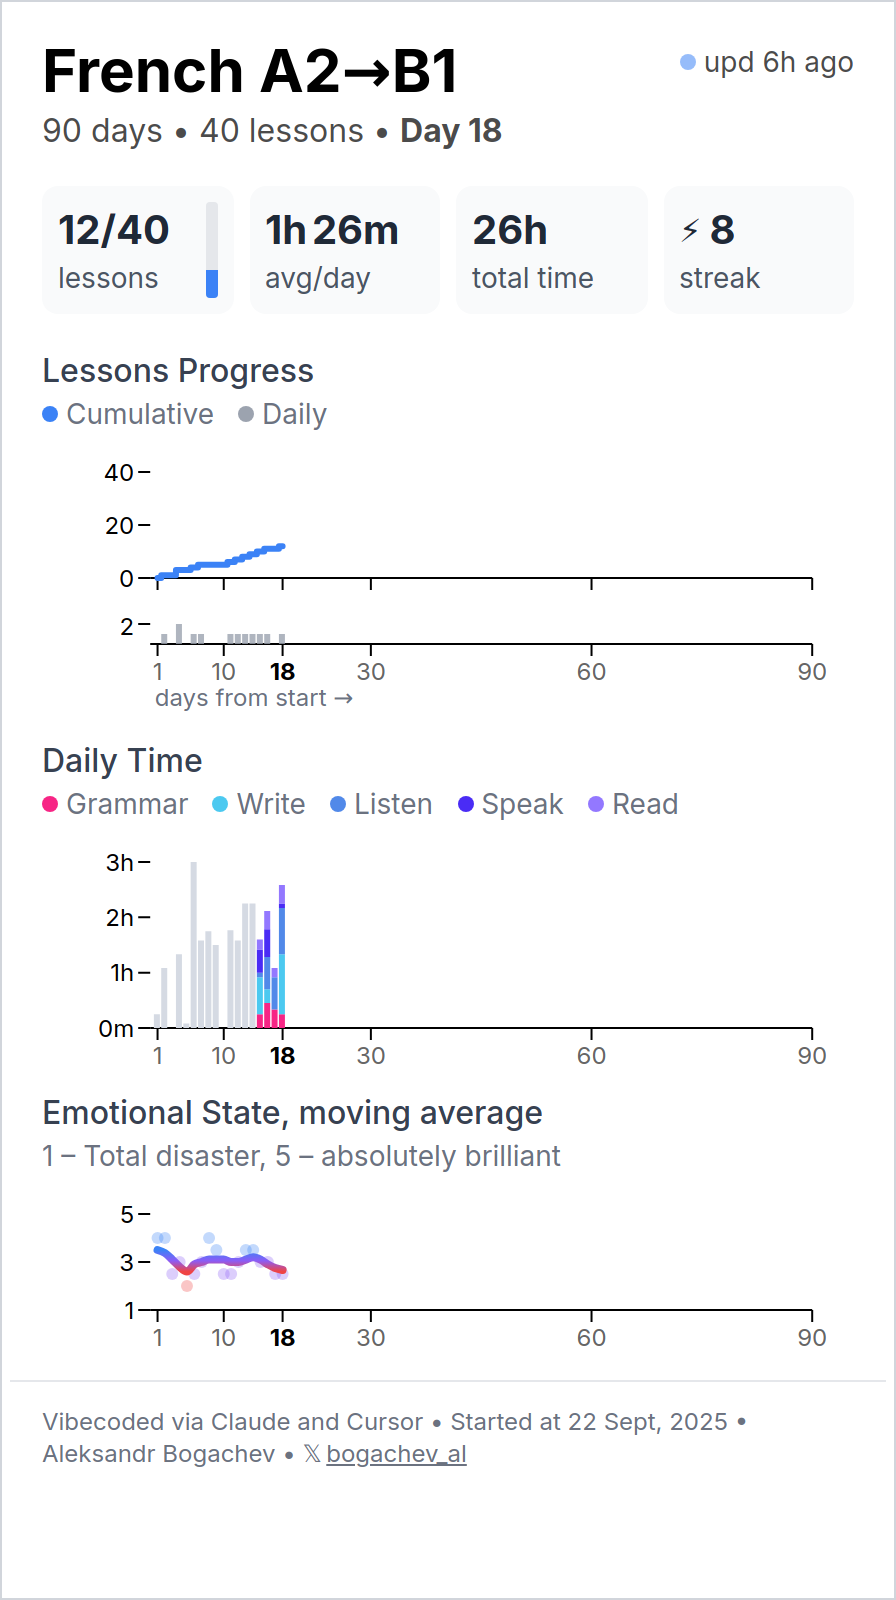 French A2→B1
upd 6h ago
90 days • 40 lessons • Day 18
12/40
lessons
1h 26m
avg/day
26h
total time
⚡ 8
streak
Lessons Progress
Cumulative Daily
40
20
0
2
1 10 18 30 60 90
days from start →
Daily Time
Grammar Write Listen Speak Read
3h
2h
1h
0m
1 10 18 30 60 90
Emotional State, moving average
1 – Total disaster, 5 – absolutely brilliant
5
3
1
1 10 18 30 60 90
Vibecoded via Claude and Cursor • Started at 22 Sept, 2025 •
Aleksandr Bogachev • 𝕏 bogachev_al